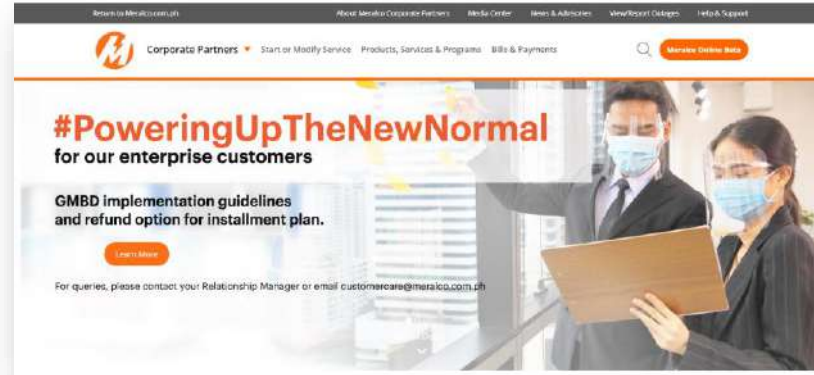 Return to Meralco.com.ph
About Meralco Corporate Partners
Media Center
News & Advisories
View/Report Outages
Help & Support
Corporate Partners
Start or Modify Service
Products, Services & Programs
Bills & Payments
Meralco Online Beta
#PoweringUpTheNewNormal
for our enterprise customers
GMBD implementation guidelines
and refund option for installment plan.
Learn More
For queries, please contact your Relationship Manager or email customercare@meralco.com.ph